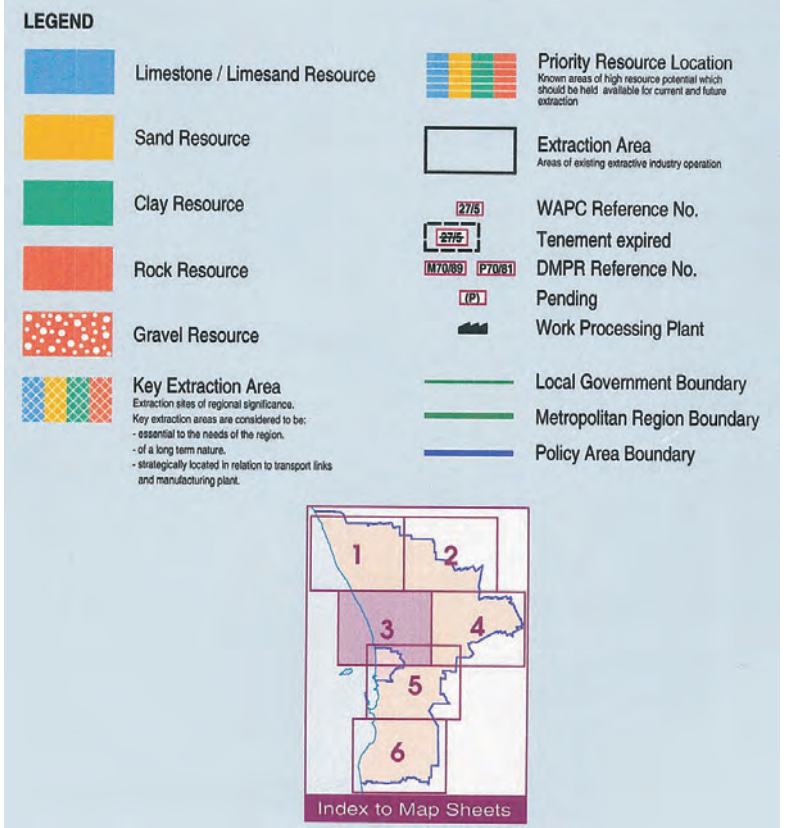 LEGEND
Limestone / Limesand Resource
Sand Resource
Clay Resource
Rock Resource
Gravel Resource
Key Extraction Area
Extraction sites of regional significance.
Key extraction areas are considered to be:
- essential to the needs of the region.
- of a long term nature.
- strategically located in relation to transport links
and manufacturing plant.
Priority Resource Location
Known areas of high resource potential which
should be held available for current and future
extraction
Extraction Area
Areas of existing extractive industry operation
27/5 WAPC Reference No.
27/5 Tenement expired
M70/89 P70/81 DMPR Reference No.
(P) Pending
Work Processing Plant
Local Government Boundary
Metropolitan Region Boundary
Policy Area Boundary
1
2
3
4
5
6
Index to Map Sheets